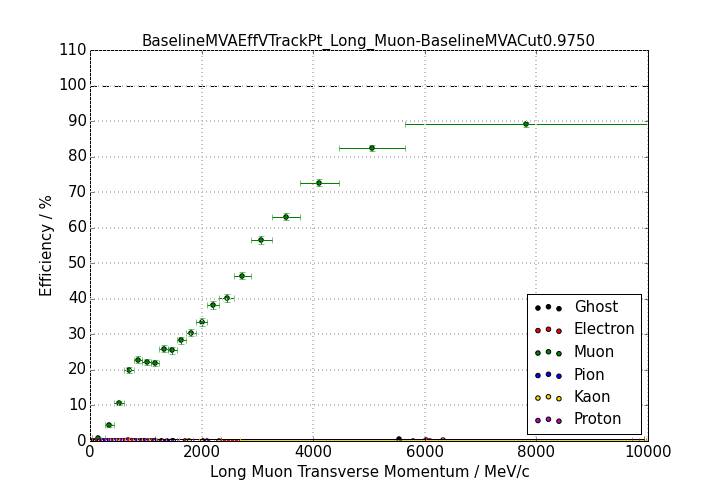 BaselineMVAEffVTrackPt_Long_Muon-BaselineMVACut0.9750
110
100
90
80
70
60
50
40
30
20
10
0
Efficiency / %
Ghost
Electron
Muon
Pion
Kaon
Proton
0 2000 4000 6000 8000 10000
Long Muon Transverse Momentum / MeV/c